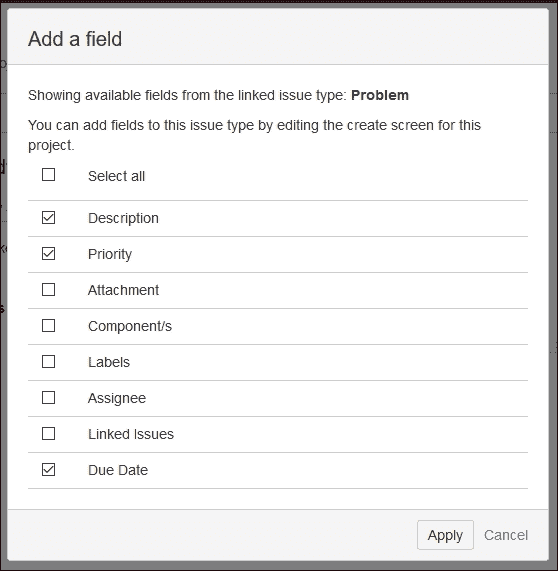 Add a field
Showing available fields from the linked issue type: Problem
You can add fields to this issue type by editing the create screen for this
project.
Select all
Description
Priority
Attachment
Component/s
Labels
Assignee
Linked Issues
Due Date
Apply Cancel